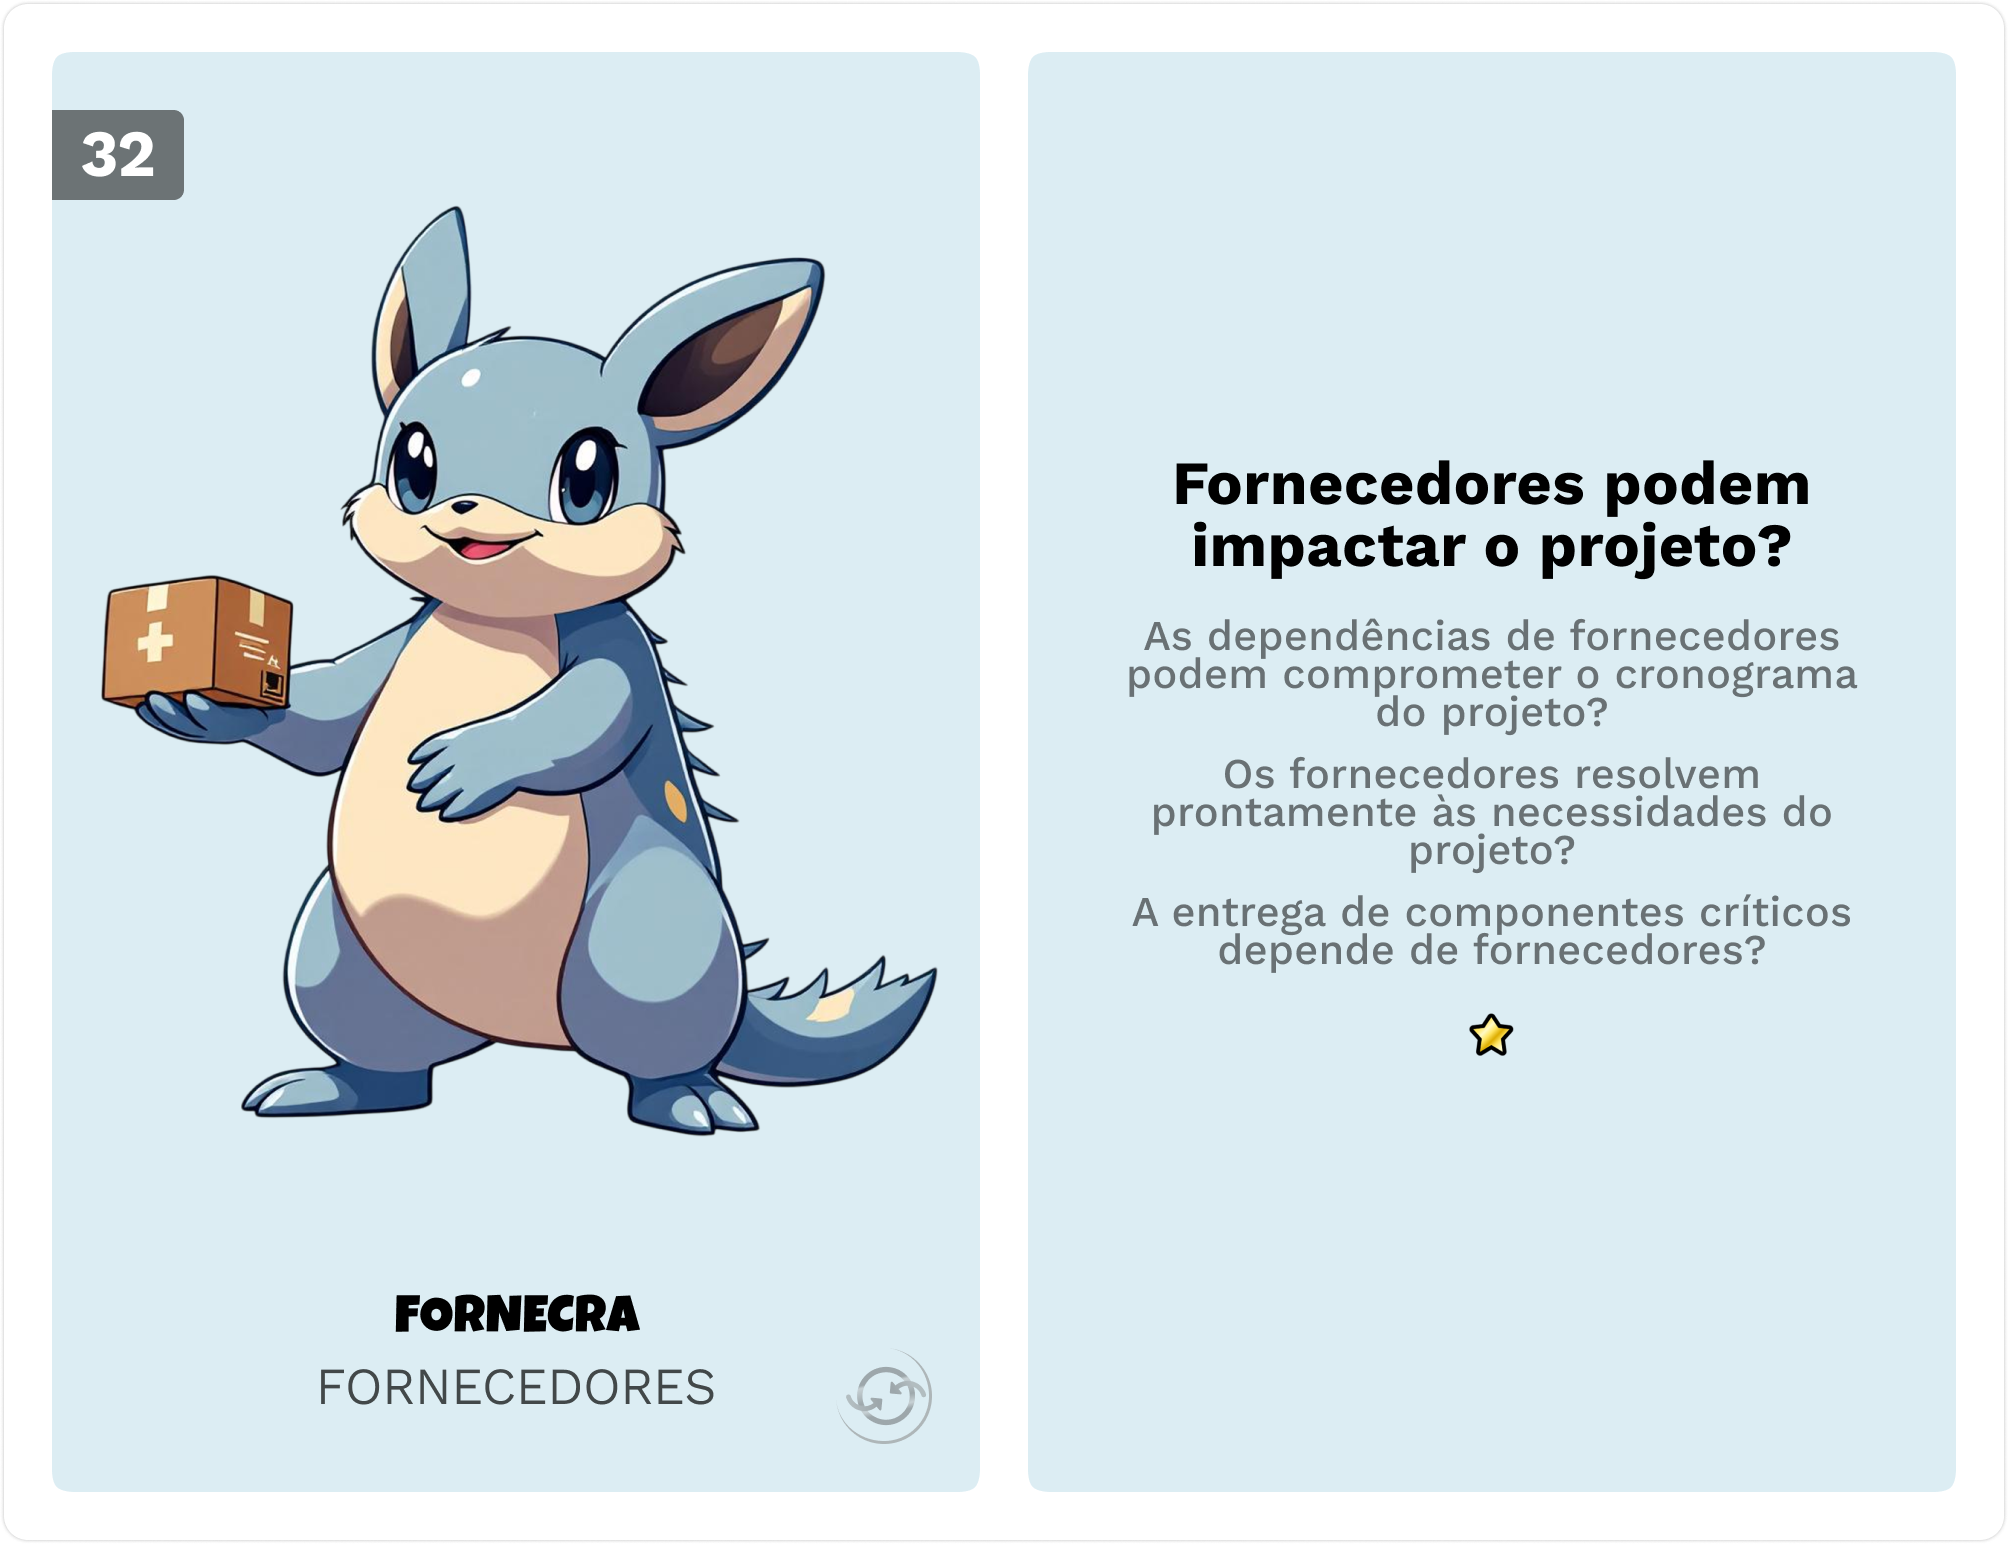 32
FORNECRA
FORNECEDORES
Fornecedores podem
impactar o projeto?
As dependências de fornecedores
podem comprometer o cronograma
do projeto?
Os fornecedores resolvem
prontamente às necessidades do
projeto?
A entrega de componentes críticos
depende de fornecedores?